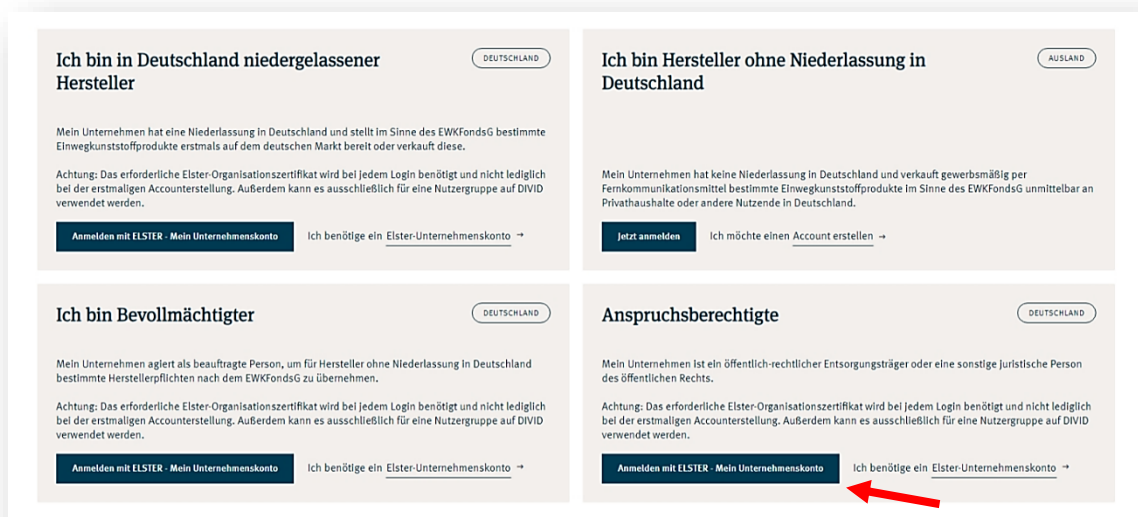 Ich bin in Deutschland niedergelassener
Hersteller
DEUTSCHLAND
Mein Unternehmen hat eine Niederlassung in Deutschland und stellt im Sinne des EWKFondsG bestimmte
Einwegkunststoffprodukte erstmals auf dem deutschen Markt bereit oder verkauft diese.
Achtung: Das erforderliche Elster-Organisationszertifikat wird bei jedem Login benötigt und nicht lediglich
bei der erstmaligen Accounterstellung. Außerdem kann es ausschließlich für eine Nutzergruppe auf DIVID
verwendet werden.
Anmelden mit ELSTER - Mein Unternehmenskonto
Ich benötige ein Elster-Unternehmenskonto →
Ich bin Hersteller ohne Niederlassung in
Deutschland
AUSLAND
Mein Unternehmen hat keine Niederlassung in Deutschland und verkauft gewerbsmäßig per
Fernkommunikationsmittel bestimmte Einwegkunststoffprodukte im Sinne des EWKFondsG unmittelbar an
Privathaushalte oder andere Nutzende in Deutschland.
Jetzt anmelden
Ich möchte einen Account erstellen →
Ich bin Bevollmächtigter
DEUTSCHLAND
Mein Unternehmen agiert als beauftragte Person, um für Hersteller ohne Niederlassung in Deutschland
bestimmte Herstellerpflichten nach dem EWKFondsG zu übernehmen.
Achtung: Das erforderliche Elster-Organisationszertifikat wird bei jedem Login benötigt und nicht lediglich
bei der erstmaligen Accounterstellung. Außerdem kann es ausschließlich für eine Nutzergruppe auf DIVID
verwendet werden.
Anmelden mit ELSTER - Mein Unternehmenskonto
Ich benötige ein Elster-Unternehmenskonto →
Anspruchsberechtigte
DEUTSCHLAND
Mein Unternehmen ist ein öffentlich-rechtlicher Entsorgungsträger oder eine sonstige juristische Person
des öffentlichen Rechts.
Achtung: Das erforderliche Elster-Organisationszertifikat wird bei jedem Login benötigt und nicht lediglich
bei der erstmaligen Accounterstellung. Außerdem kann es ausschließlich für eine Nutzergruppe auf DIVID
verwendet werden.
Anmelden mit ELSTER - Mein Unternehmenskonto
Ich benötige ein Elster-Unternehmenskonto →